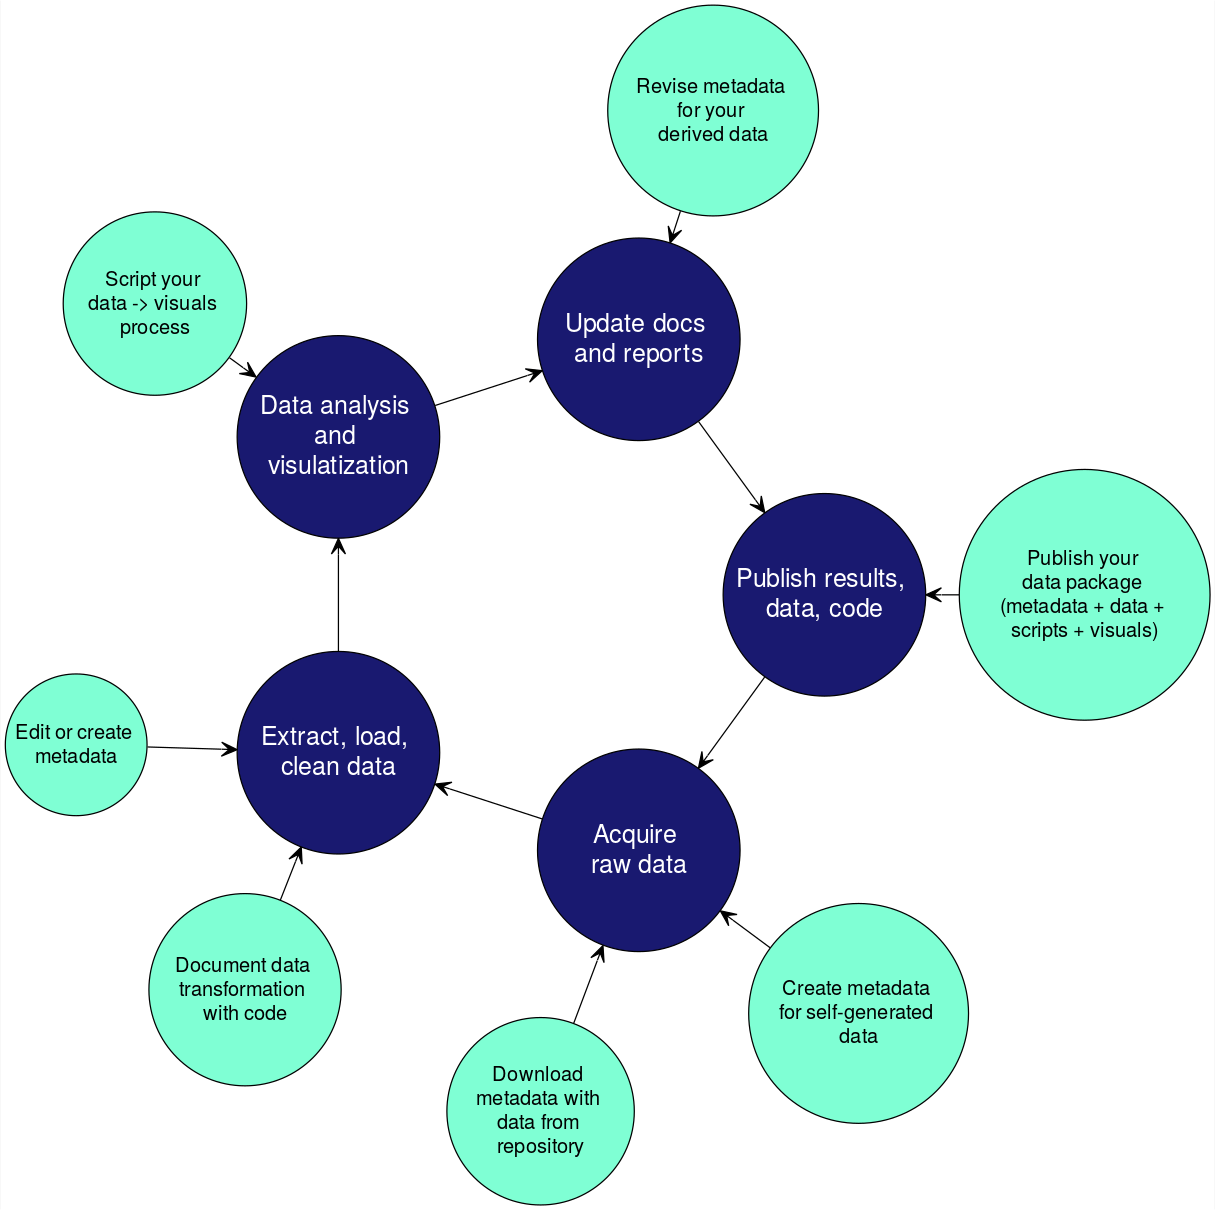 Revise metadata
for your
derived data
Script your
data -> visuals
process
Update docs
and reports
Data analysis
and
visulatization
Publish your
data package
(metadata + data +
scripts + visuals)
Publish results,
data, code
Edit or create
metadata
Extract, load,
clean data
Acquire
raw data
Document data
transformation
with code
Create metadata
for self-generated
data
Download
metadata with
data from
repository